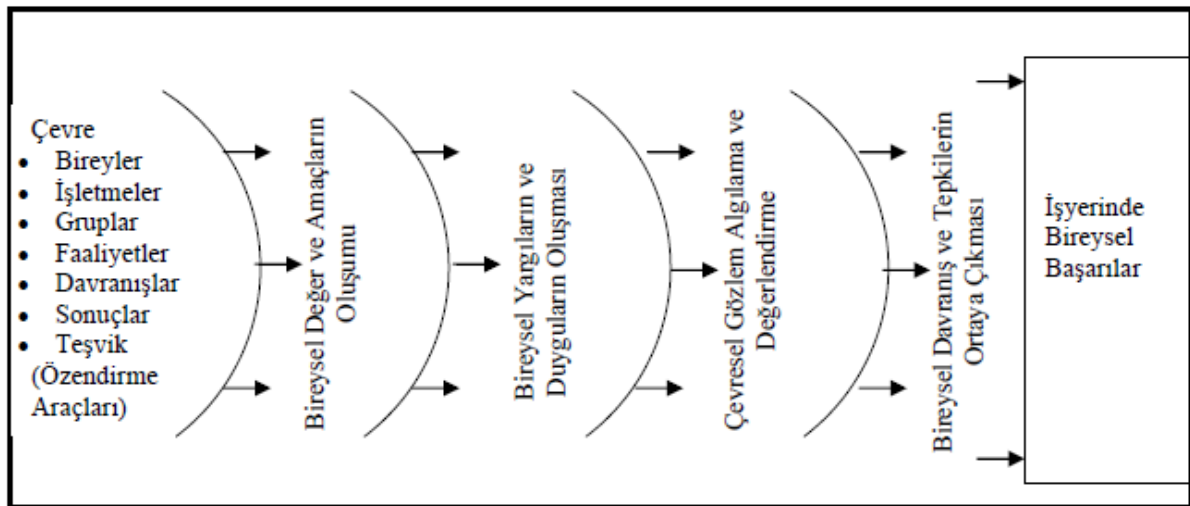 Çevre
• Bireyler
• İşletmeler
• Gruplar
• Faaliyetler
• Davranışlar
• Sonuçlar
• Teşvik
(Özendirme
Araçları)
Bireysel Değer ve Amaçların
Oluşumu
Bireysel Yargıların ve
Duyguların Oluşması
Çevresel Gözlem Algılama ve
Değerlendirme
Bireysel Davranış ve Tepkilerin
Ortaya Çıkması
İşyerinde
Bireysel
Başarılar